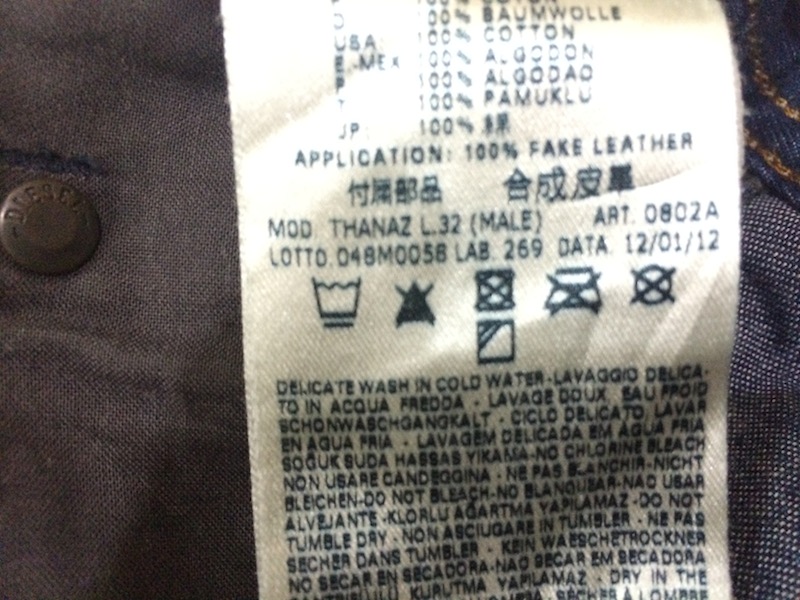 100% COTON
D 100% BAUMWOLLE
USA: 100% COTTON
E-MEX 100% ALGODON
P 100% ALGODAO
T 100% PAMUKLU
JP: 100% 綿
APPLICATION: 100% FAKE LEATHER
付属部品 合成皮革
MOD. THANAZ L.32 (MALE) ART. 0802A
LOTTO. 048M0058 LAB. 269 DATA. 12/01/12
DIESEL
DELICATE WASH IN COLD WATER-LAVAGGIO DELICA-
TO IN ACQUA FREDDA - LAVAGE DOUX, EAU FROID
SCHONWASCHGANGKALT - CICLO DELICATO, LAVAR
EN AGUA FRIA - LAVAGEM DELICADA EM AGUA FRIA
SOGUK SUDA HASSAS YIKAMA-NO CHLORINE BLEACH
NON USARE CANDEGGINA - NE PAS BLANCHIR-NICHT
BLEICHEN-DO NOT BLEACH-NO BLANQUEAR-NAO USAR
ALVEJANTE-KLORLU AGARTMA YAPILAMAZ-DO NOT
TUMBLE DRY - NON ASCIUGARE IN TUMBLER - NE PAS
SECHER DANS TUMBLER - KEIN WAESCHETROCKNER
NO SECAR EN SECADORA-NAO SECAR EM SECADORA
KURUTMA YAPILAMAZ - DRY IN THE
SECHER A L'OMBRE